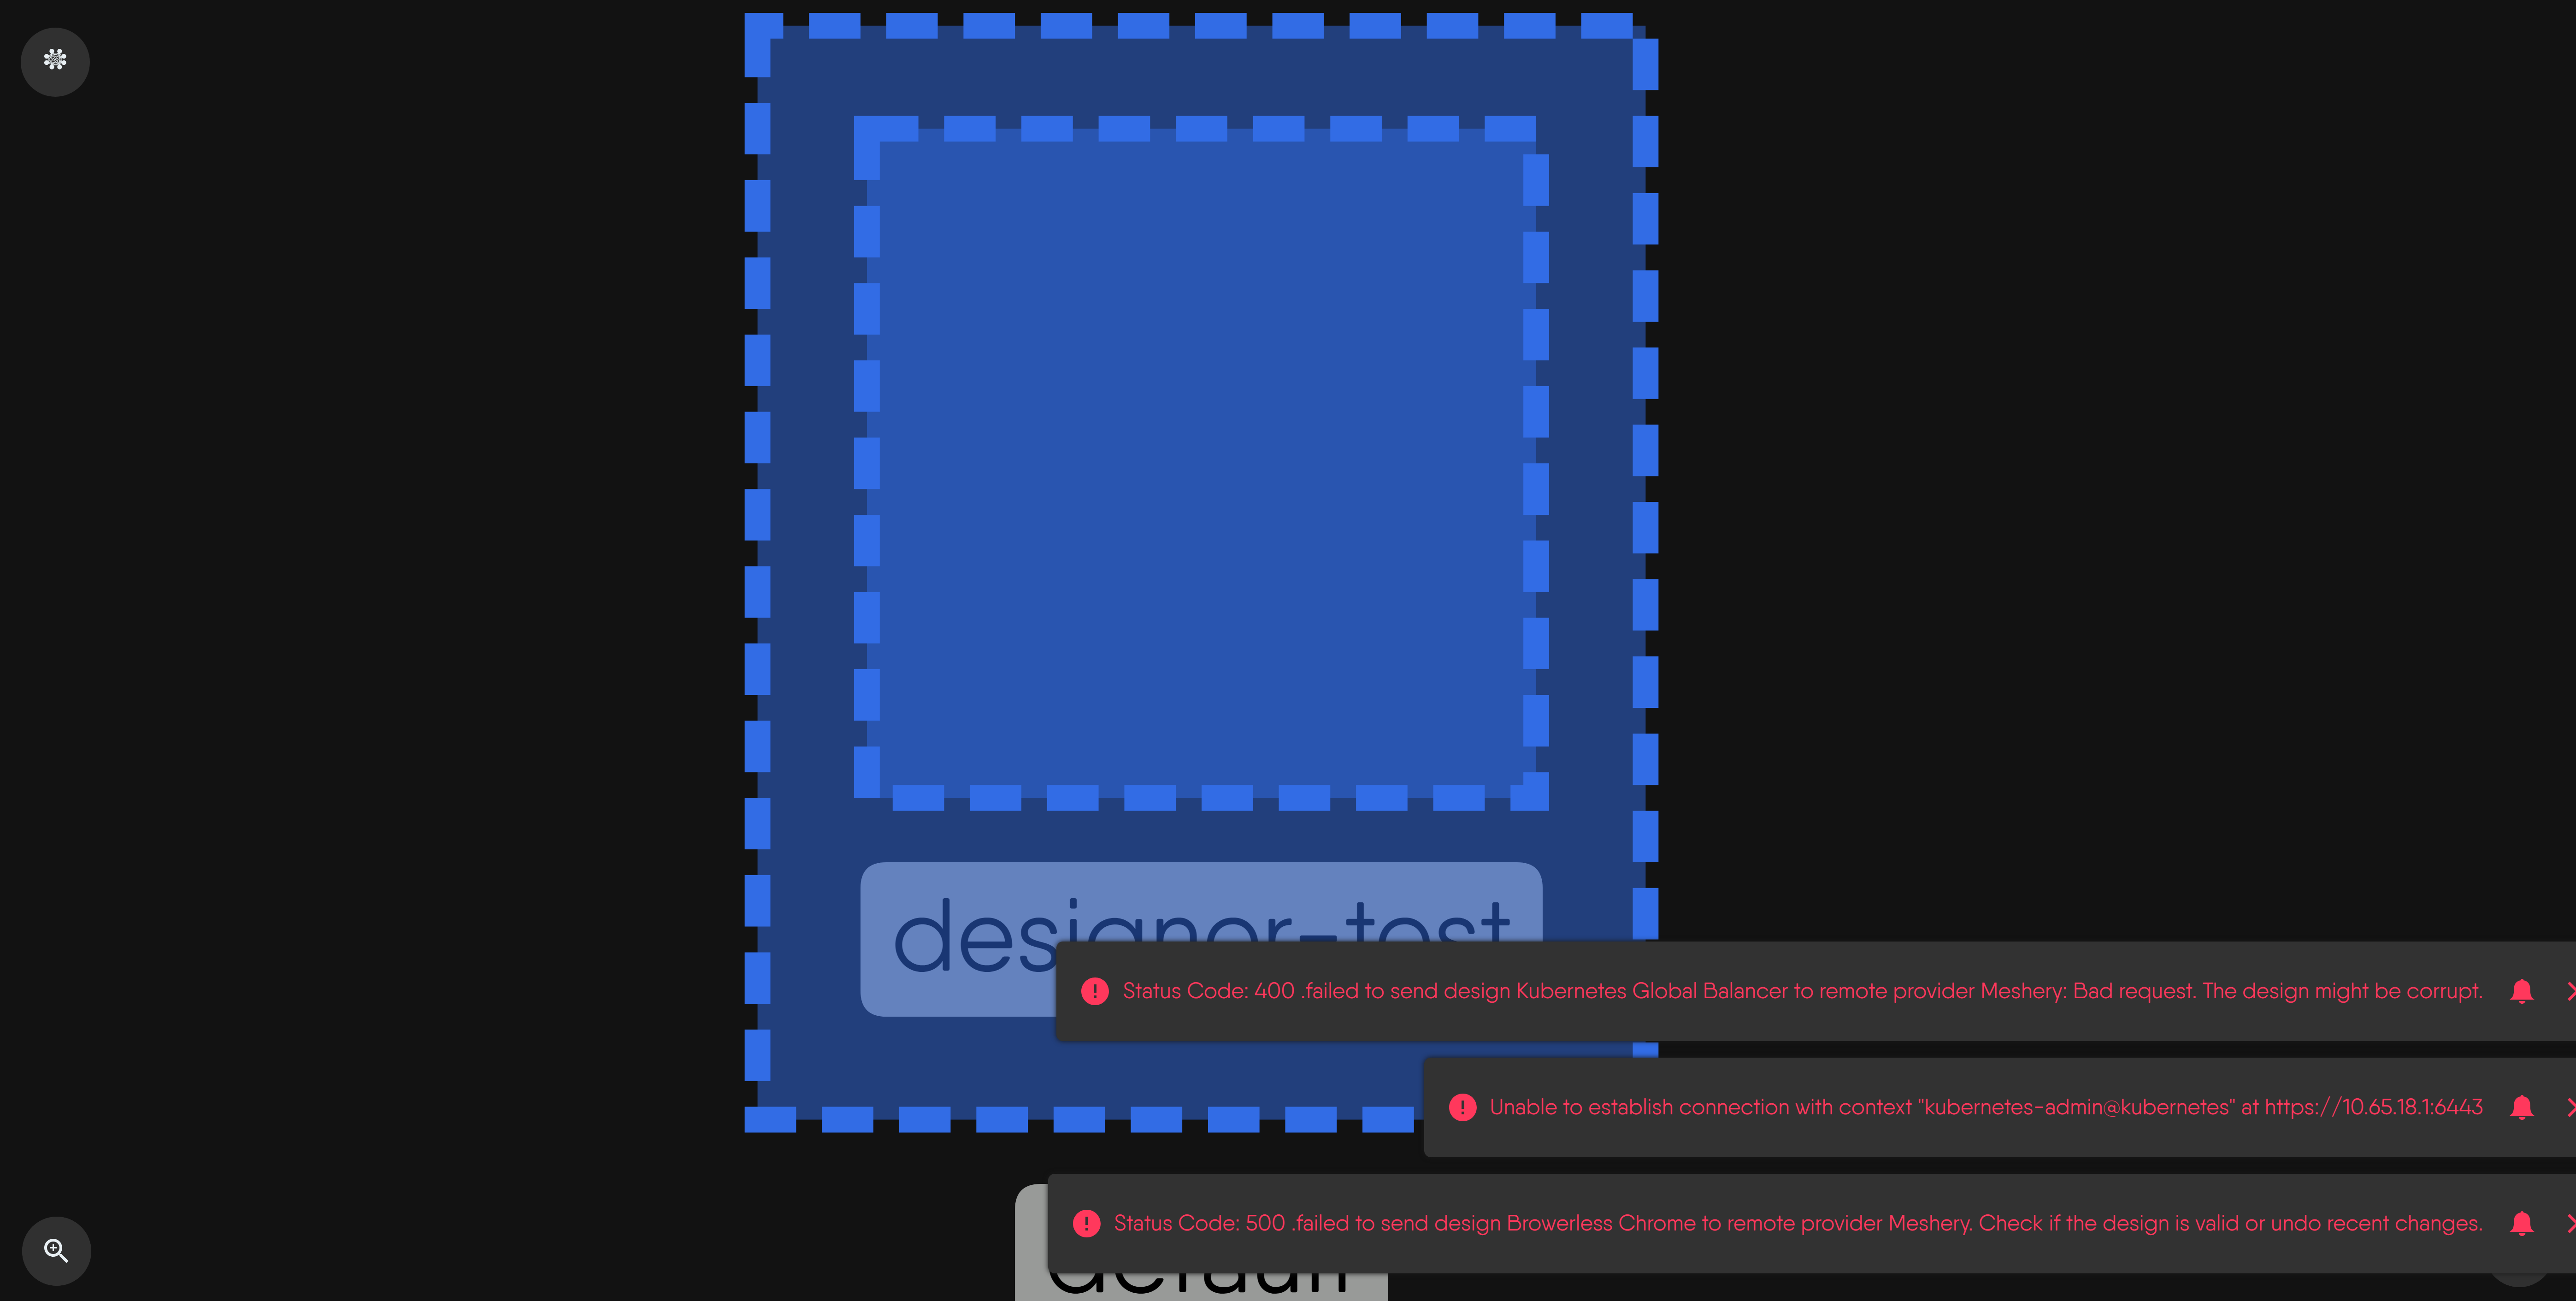 designer-test
Status Code: 400 .failed to send design Kubernetes Global Balancer to remote provider Meshery: Bad request. The design might be corrupt.
Unable to establish connection with context "kubernetes-admin@kubernetes" at https://10.65.18.1:6443
Status Code: 500 .failed to send design Browerless Chrome to remote provider Meshery. Check if the design is valid or undo recent changes.
default